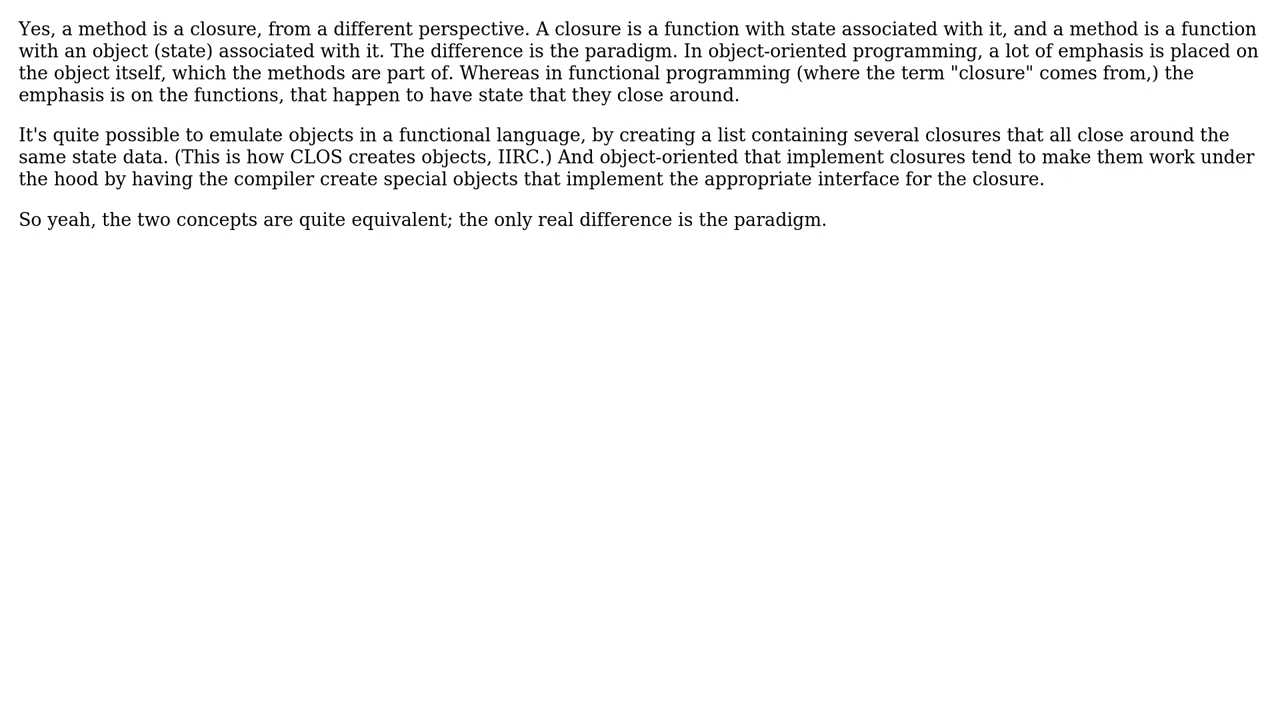 Yes, a method is a closure, from a different perspective. A closure is a function with state associated with it, and a method is a function
with an object (state) associated with it. The difference is the paradigm. In object-oriented programming, a lot of emphasis is placed on
the object itself, which the methods are part of. Whereas in functional programming (where the term "closure" comes from,) the
emphasis is on the functions, that happen to have state that they close around.
It's quite possible to emulate objects in a functional language, by creating a list containing several closures that all close around the
same state data. (This is how CLOS creates objects, IIRC.) And object-oriented that implement closures tend to make them work under
the hood by having the compiler create special objects that implement the appropriate interface for the closure.
So yeah, the two concepts are quite equivalent; the only real difference is the paradigm.